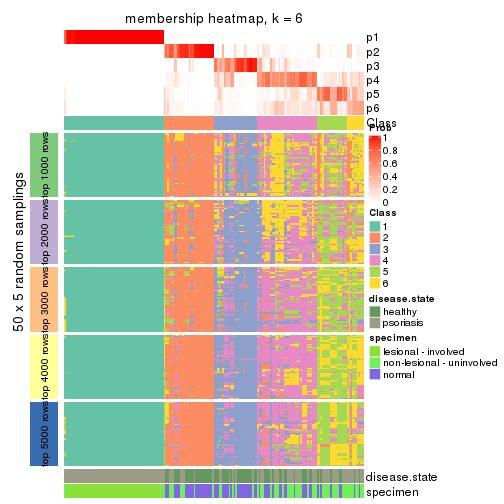 membership heatmap, k = 6
p1
p2
p3
p4
p5
p6
Class
Prob
1
0.8
0.6
0.4
0.2
0
Class
1
2
3
4
5
6
disease.state
healthy
psoriasis
specimen
lesional - involved
non-lesional - uninvolved
normal
50 x 5 random samplings
top 1000 rows
top 2000 rows
top 3000 rows
top 4000 rows
top 5000 rows
disease.state
specimen